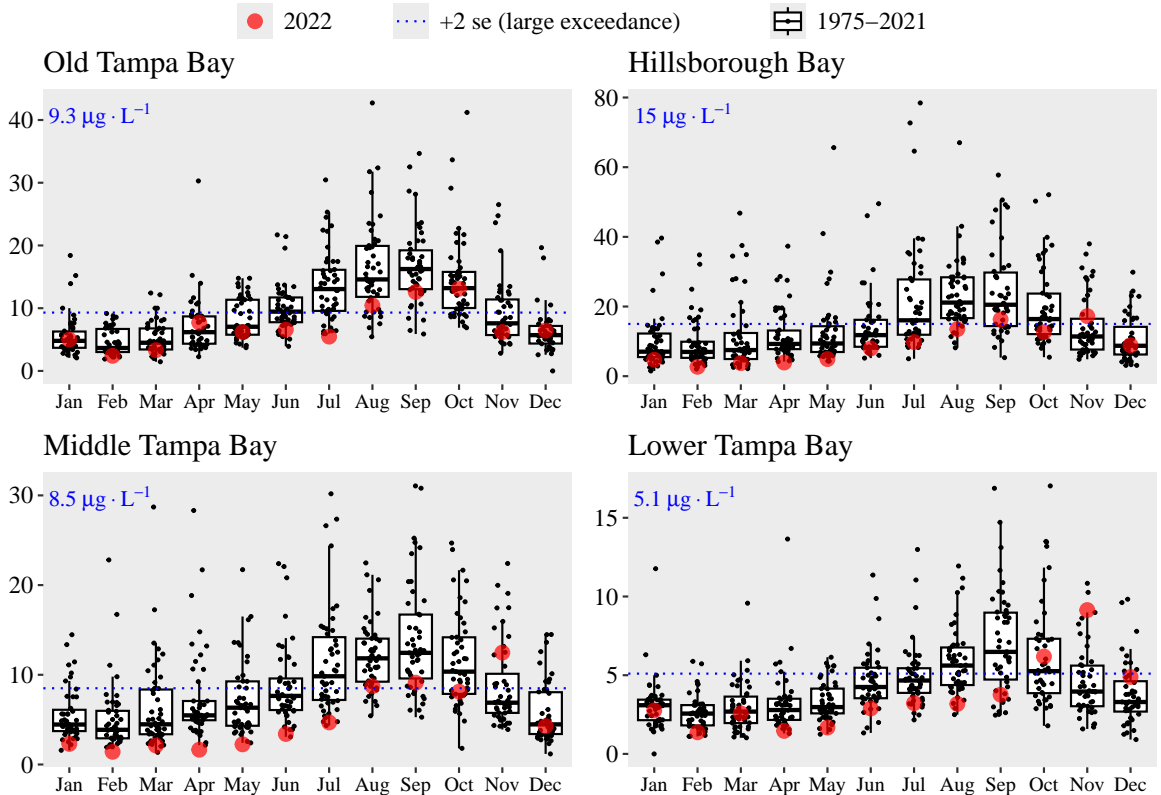 2022 +2 se (large exceedance) 1975−2021
Old Tampa Bay
9.3 μg ⋅ L−1
40
30
20
10
0
Jan Feb Mar Apr May Jun Jul Aug Sep Oct Nov Dec
Hillsborough Bay
15 μg ⋅ L−1
80
60
40
20
0
Jan Feb Mar Apr May Jun Jul Aug Sep Oct Nov Dec
Middle Tampa Bay
8.5 μg ⋅ L−1
30
20
10
0
Jan Feb Mar Apr May Jun Jul Aug Sep Oct Nov Dec
Lower Tampa Bay
5.1 μg ⋅ L−1
15
10
5
0
Jan Feb Mar Apr May Jun Jul Aug Sep Oct Nov Dec